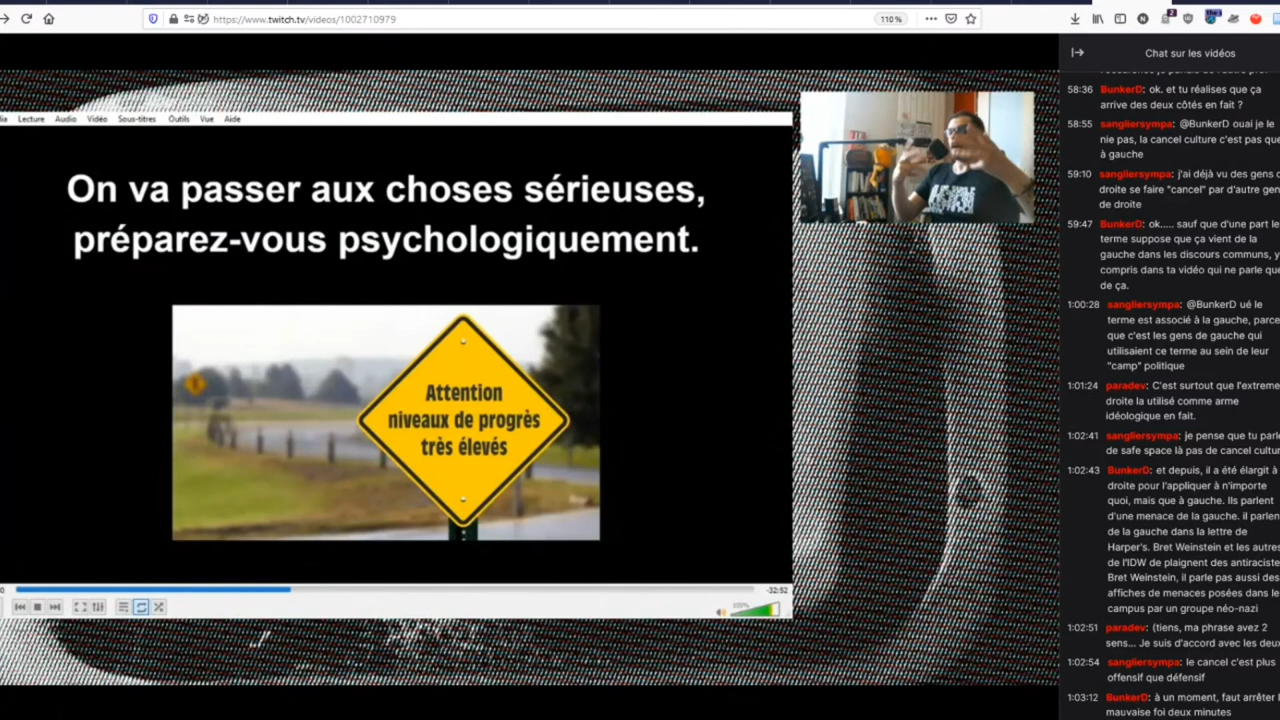 https://www.twitch.tv/videos/1002710979
110 %
Chat sur les vidéos
Lecture Audio Vidéo Sous-titres Outils Vue Aide
On va passer aux choses sérieuses,
préparez-vous psychologiquement.
Attention
niveaux de progrès
très élevés
-32:52
100%
58:36 BunkerD: ok. et tu réalises que ça
arrive des deux côtés en fait ?
58:55 sangliersympa: @BunkerD ouai je le
nie pas, la cancel culture c'est pas que
à gauche
59:10 sangliersympa: j'ai déjà vu des gens
droite se faire "cancel" par d'autre gen
de droite
59:47 BunkerD: ok..... sauf que d'une part le
terme suppose que ça vient de la
gauche dans les discours communs, y
compris dans ta vidéo qui ne parle que
de ça.
1:00:28 sangliersympa: @BunkerD ué le
terme est associé à la gauche, parce
que c'est les gens de gauche qui
utilisaient ce terme au sein de leur
"camp" politique
1:01:24 paradev: C'est surtout que l'extreme
droite la utilisé comme arme
idéologique en fait.
1:02:41 sangliersympa: je pense que tu parl
de safe space là pas de cancel cultur
1:02:43 BunkerD: et depuis, il a été élargit à
droite pour l'appliquer à n'importe
quoi, mais que à gauche. Ils parlent
d'une menace de la gauche. il parlen
de la gauche dans la lettre de
Harper's. Bret Weinstein et les autres
de l'IDW de plaignent des antiraciste
Bret Weinstein, il parle pas aussi des
affiches de menaces posées dans le
campus par un groupe néo-nazi
1:02:51 paradev: (tiens, ma phrase avez 2
sens... Je suis d'accord avec les deux
1:02:54 sangliersympa: le cancel c'est plus
offensif que défensif
1:03:12 BunkerD: à un moment, faut arrêter l
mauvaise foi deux minutes